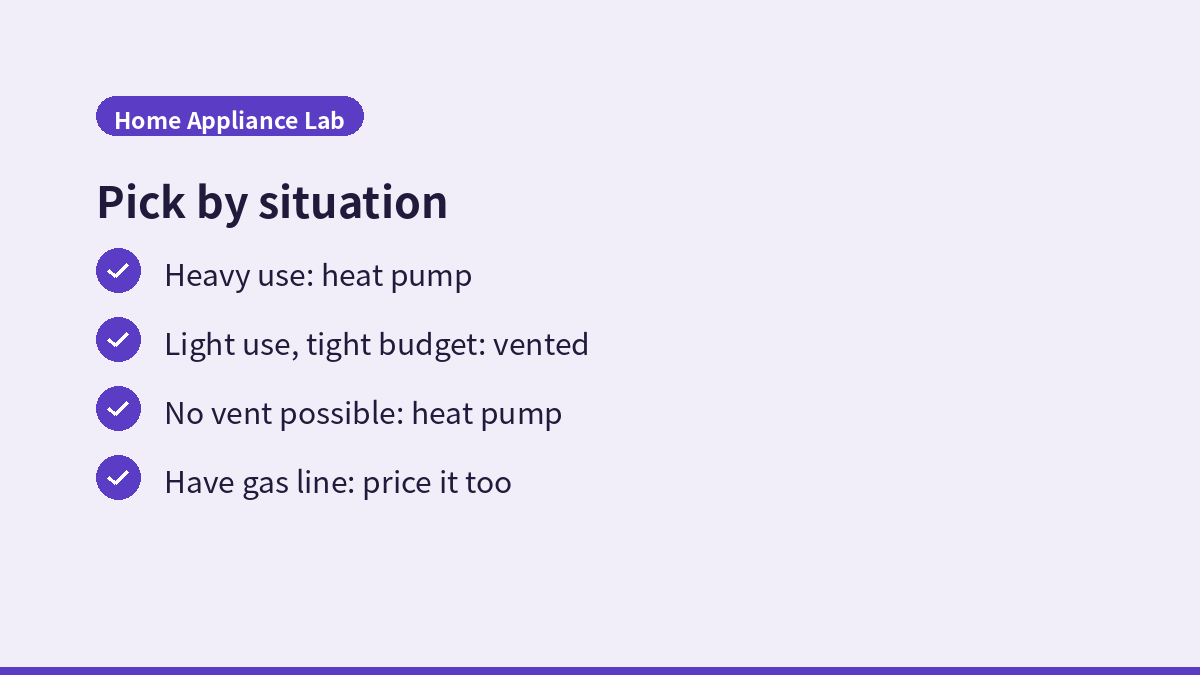 Home Appliance Lab
Pick by situation
Heavy use: heat pump
Light use, tight budget: vented
No vent possible: heat pump
Have gas line: price it too